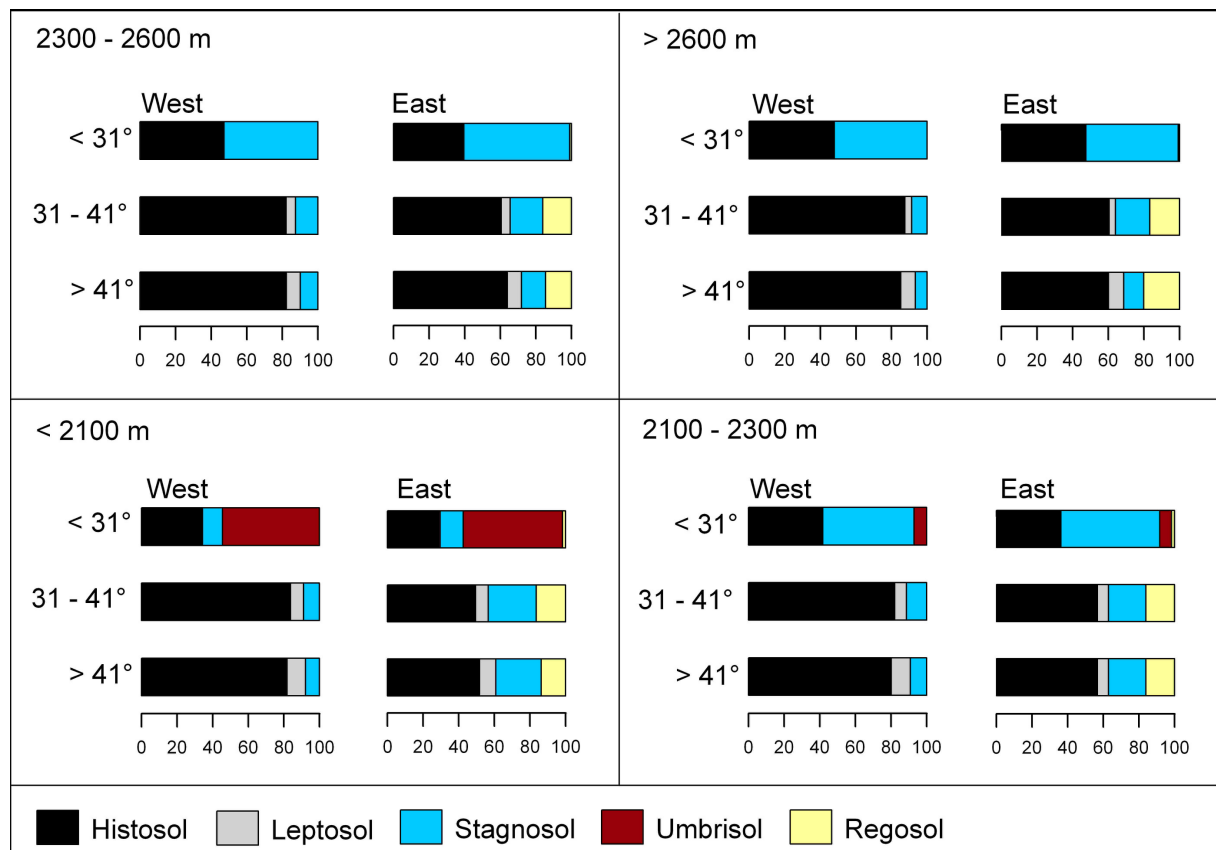 2300 - 2600 m
West East
< 31°
31 - 41°
> 41°
0 20 40 60 80 100 0 20 40 60 80 100
> 2600 m
West East
< 31°
31 - 41°
> 41°
0 20 40 60 80 100 0 20 40 60 80 100
< 2100 m
West East
< 31°
31 - 41°
> 41°
0 20 40 60 80 100 0 20 40 60 80 100
2100 - 2300 m
West East
< 31°
31 - 41°
> 41°
0 20 40 60 80 100 0 20 40 60 80 100
Histosol Leptosol Stagnosol Umbrisol Regosol